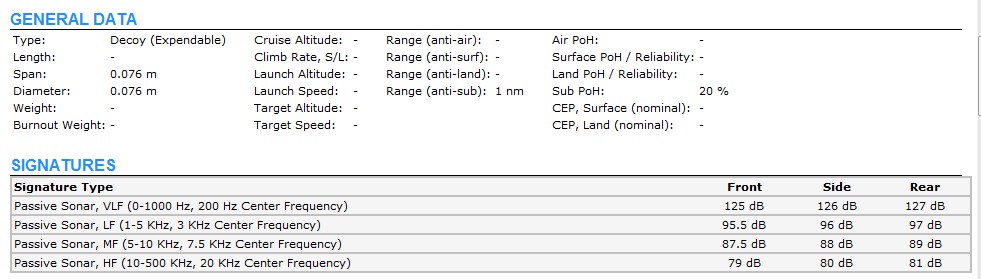 GENERAL DATA
Type: Decoy (Expendable) Cruise Altitude: - Range (anti-air): - Air PoH: -
Length: - Climb Rate, S/L: - Range (anti-surf): - Surface PoH / Reliability: -
Span: 0.076 m Launch Altitude: - Range (anti-land): - Land PoH / Reliability: -
Diameter: 0.076 m Launch Speed: - Range (anti-sub): 1 nm Sub PoH: 20 %
Weight: - Target Altitude: - CEP, Surface (nominal): -
Burnout Weight: - Target Speed: - CEP, Land (nominal): -
SIGNATURES
Signature Type Front Side Rear
Passive Sonar, VLF (0-1000 Hz, 200 Hz Center Frequency) 125 dB 126 dB 127 dB
Passive Sonar, LF (1-5 KHz, 3 KHz Center Frequency) 95.5 dB 96 dB 97 dB
Passive Sonar, MF (5-10 KHz, 7.5 KHz Center Frequency) 87.5 dB 88 dB 89 dB
Passive Sonar, HF (10-500 KHz, 20 KHz Center Frequency) 79 dB 80 dB 81 dB